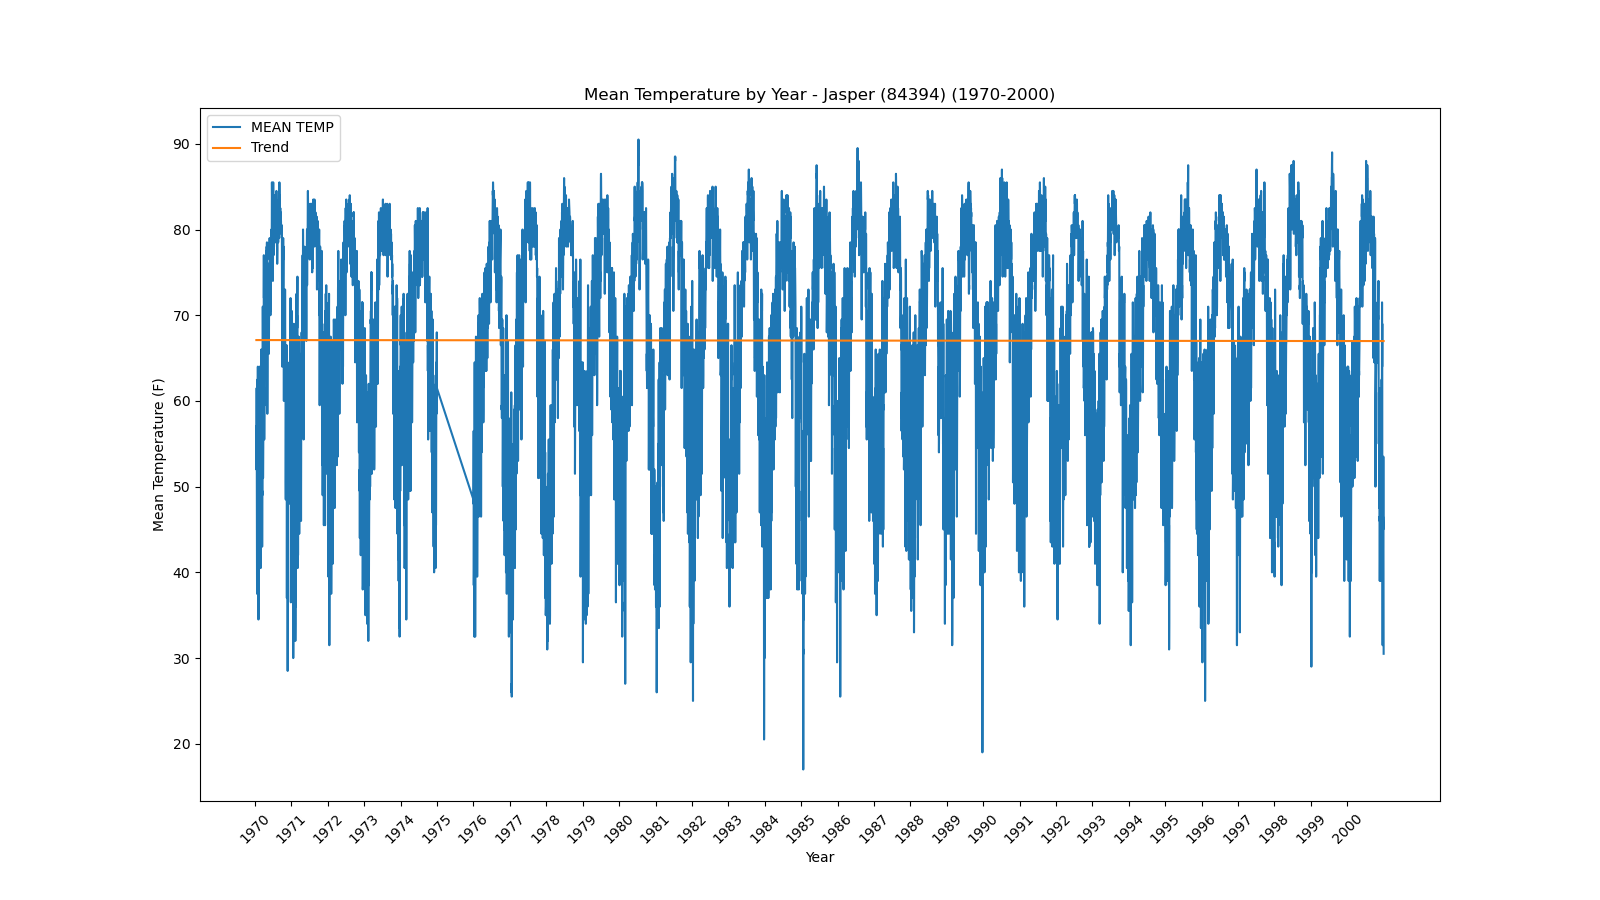 Mean Temperature by Year - Jasper (84394) (1970-2000)
MEAN TEMP
Trend
90
80
70
60
50
40
30
20
Mean Temperature (F)
1970 1971 1972 1973 1974 1975 1976 1977 1978 1979 1980 1981 1982 1983 1984 1985 1986 1987 1988 1989 1990 1991 1992 1993 1994 1995 1996 1997 1998 1999 2000
Year